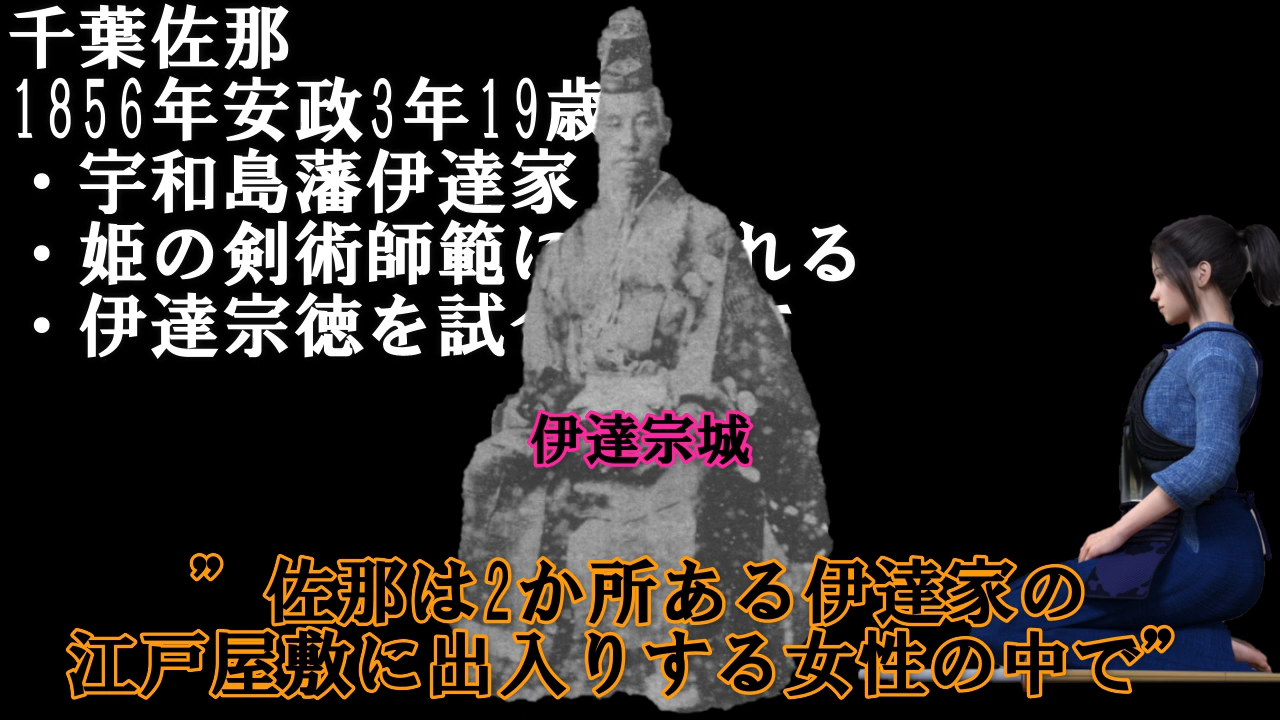 千葉佐那
1856年安政3年19歳
・宇和島藩伊達家
・姫の剣術師範に れる
・伊達宗徳を試
伊達宗城
”佐那は2か所ある伊達家の
江戸屋敷に出入りする女性の中で”